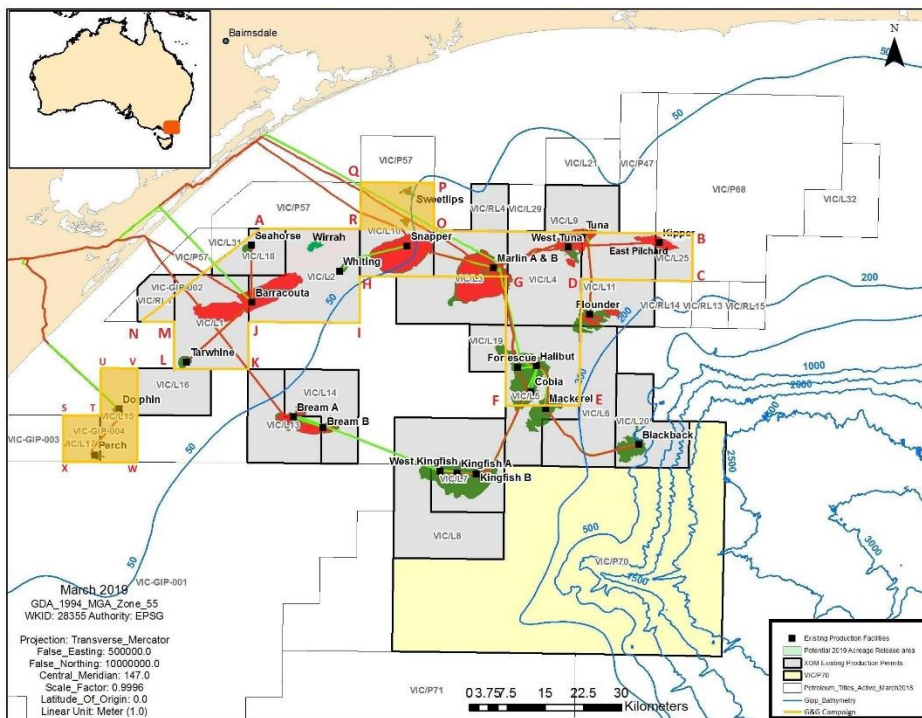 Bairnsdale
N
50
VIC/P57
Q
P
Sweetlips
VIC/RL4
VIC/L29
VIC/L21
VIC/P47
VIC/P68
VIC/L32
VIC/P57
A
R
VIC/L10
O
VIC/L9
Tuna
Seahorse
Wirrah
Snapper
West Tuna
Kipper
B
VIC/L31
VIC/L18
East Pilchard
VIC/P57
Whiting
Marlin A & B
VIC/L25
C
VIC/L2
VIC/L3
G
VIC/L4
D
VIC/L11
200
VIC-GIP-002
H
VIC/RL1
Barracouta
50
Flounder
VIC/RL14
VIC/RL13
VIC/RL15
VIC/L1
200
N
M
J
I
VIC/L19
L
Tarwhine
K
Fortescue
Halibut
200
1000
U
V
VIC/L16
Cobia
2000
VIC/L14
VIC/L5
S
T
Dolphin
F
Mackerel
E
VIC/L15
Bream A
VIC/L6
VIC/L20
VIC-GIP-003
VIC-GIP-004
VIC/L13
Bream B
Blackback
VIC/L17
Perch
50
2500
X
W
West Kingfish
Kingfish A
VIC/L7
Kingfish B
VIC/L8
500
3000
VIC/P70
1500
50
VIC-GIP-001
March 2019
GDA_1994_MGA_Zone_55
WKID: 28355 Authority: EPSG
Projection: Transverse_Mercator
False_Easting: 500000.0
False_Northing: 10000000.0
Central_Meridian: 147.0
Scale_Factor: 0.9996
Latitude_Of_Origin: 0.0
Linear Unit: Meter (1.0)
VIC/P71
0 3.75 7.5 15 22.5 30
Kilometers
Existing Production Facilities
Potential 2019 Acreage Release area
XOM Existing Production Permits
VIC/P70
Petroleum_Titles_Active_March2018
Gipp_Bathymetry
G&G Campaign